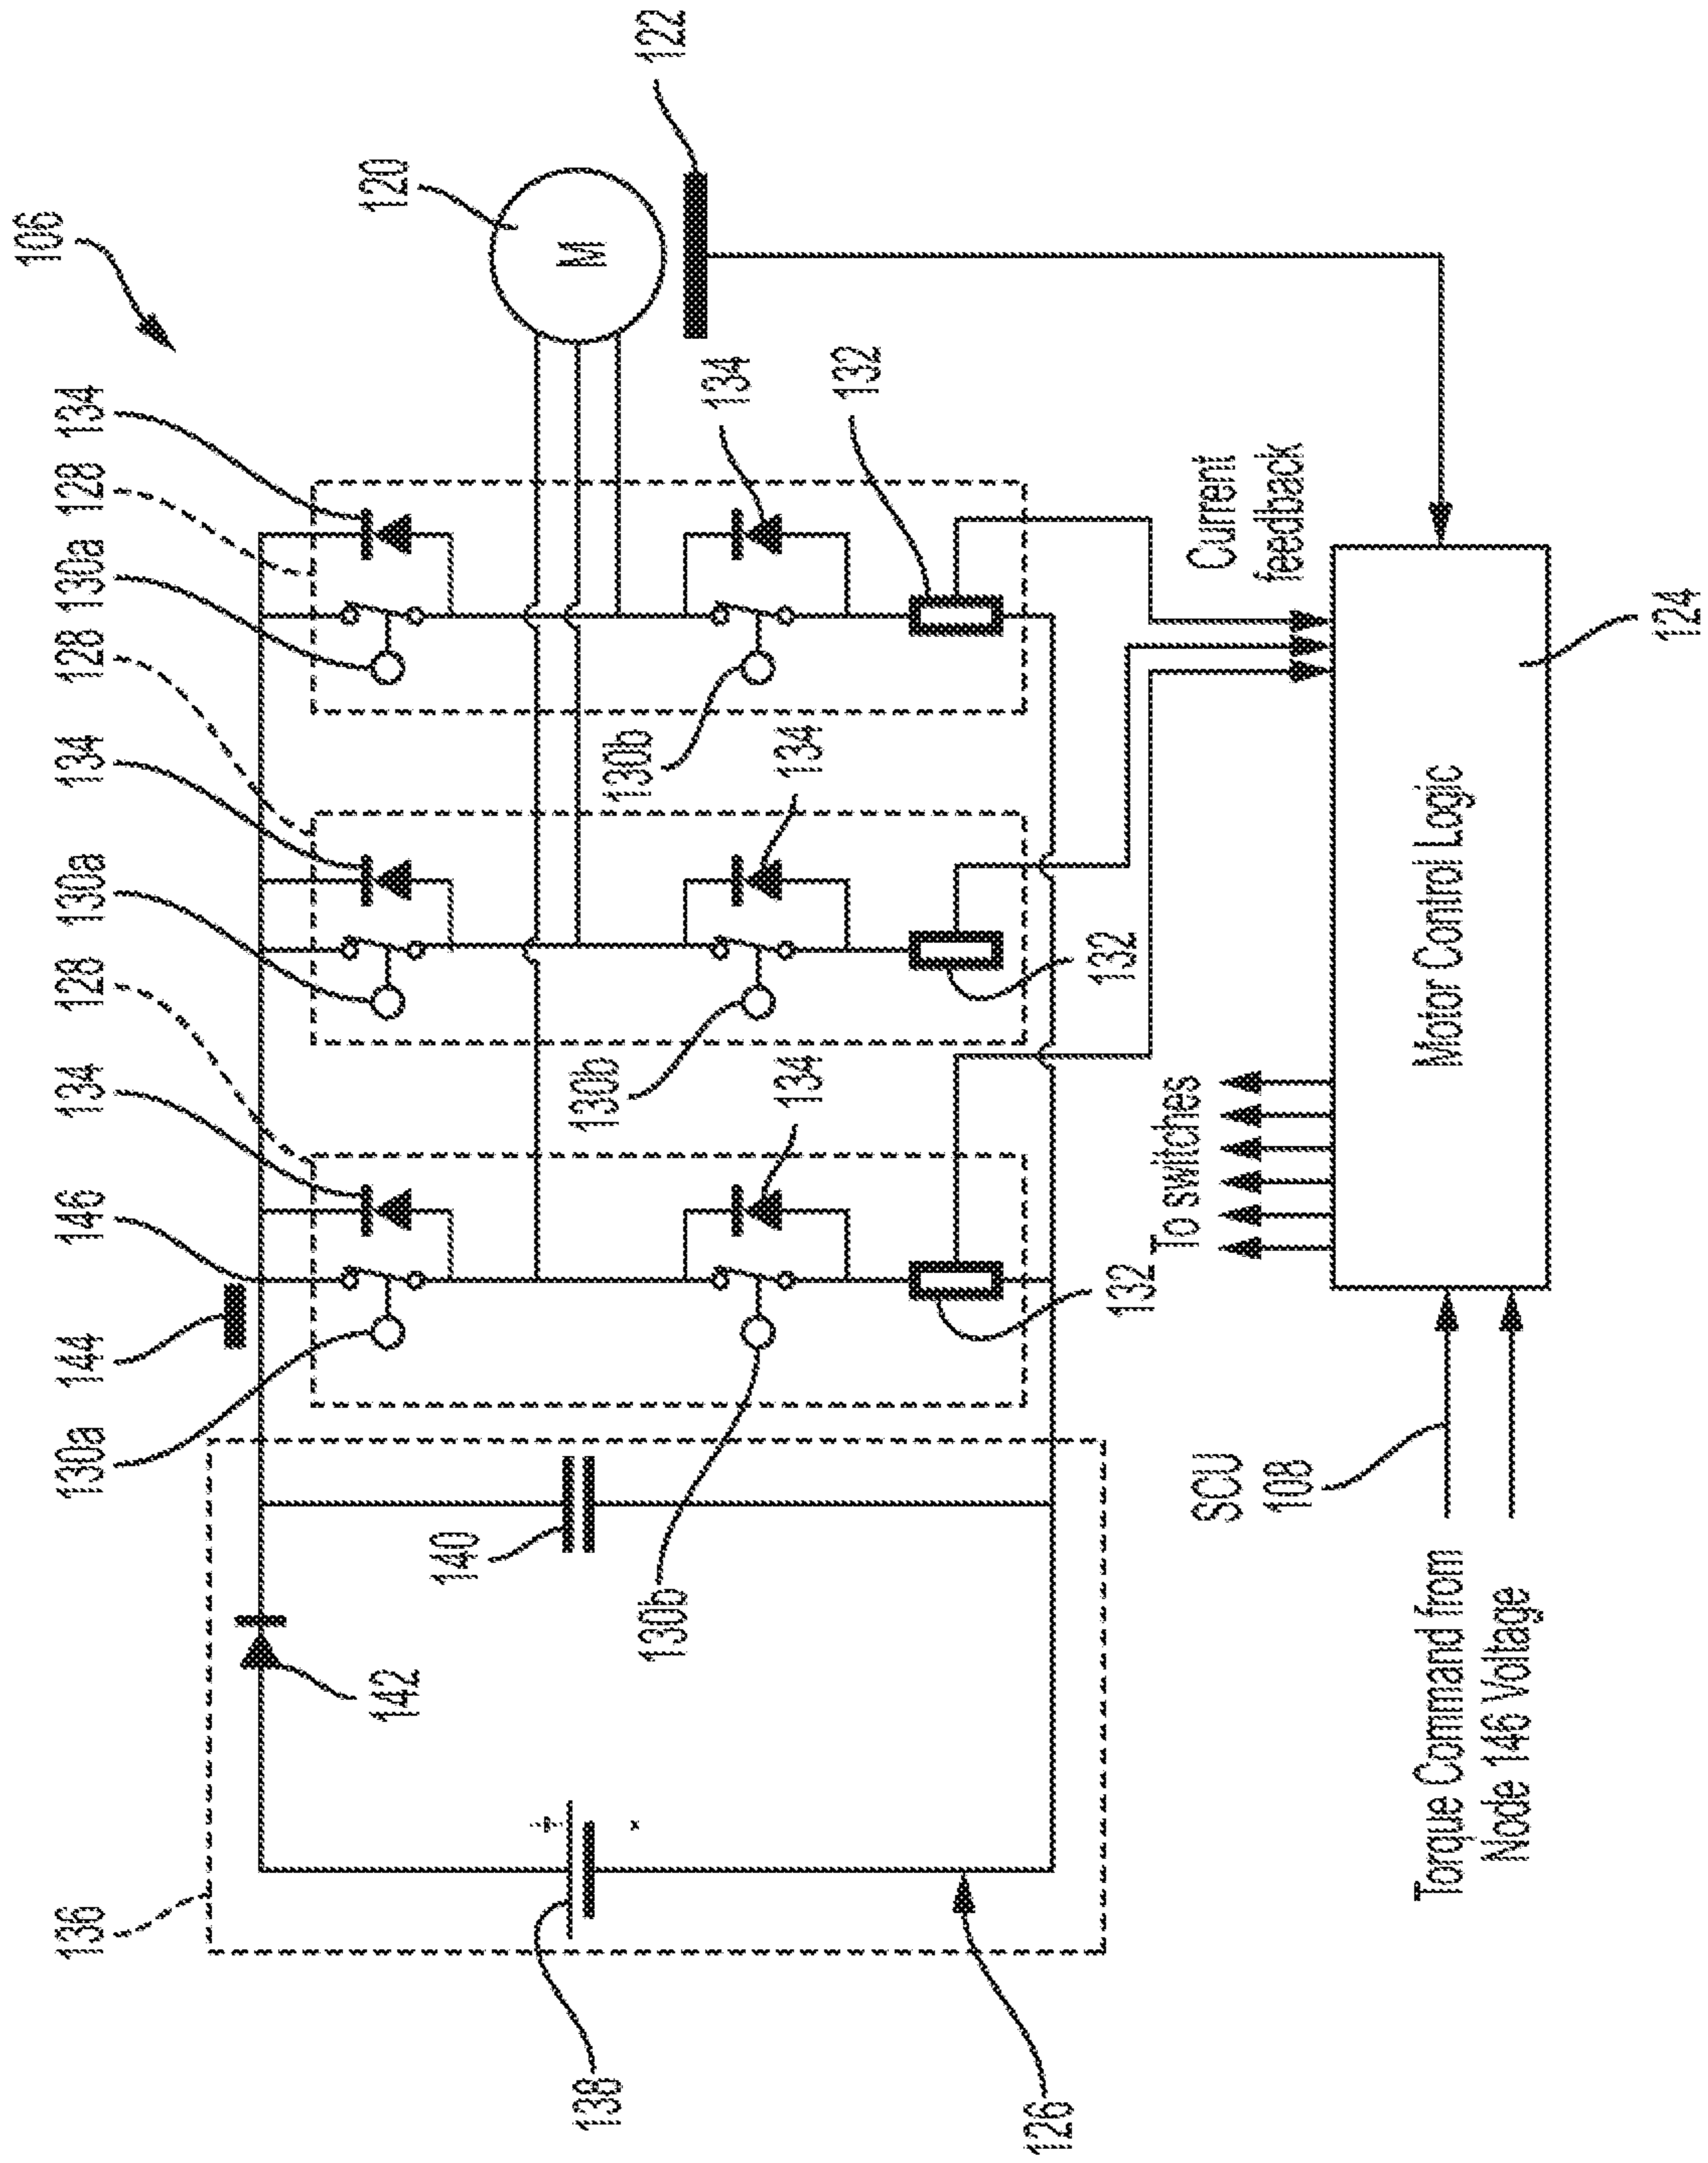 106
136
130a
144
146
134
128
130a
134
128
130a
128
134
142
120
140
M
138
130b
130b
122
130b
134
134
134
132
126
132
132
To switches
Current
feedback
SCU
108
Torque Command from
Node 146 Voltage
Motor Control Logic
124